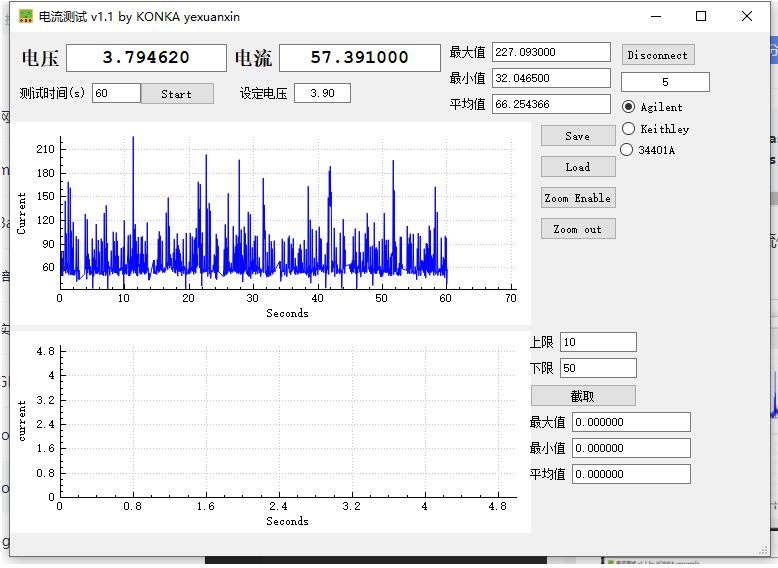 电流测试 v1.1 by KONKA yexuanxin
电压 3.794620 电流 57.391000
最大值 227.093000 Disconnect
最小值 32.046500 5
平均值 66.254366
测试时间(s) 60 Start 设定电压 3.90
Agilent
Keithley
34401A
Save
Load
Zoom Enable
Zoom out
Current
210
180
150
120
90
60
0 10 20 30 40 50 60 70
Seconds
current
4.8
4
3.2
2.4
1.6
0.8
0
0 0.8 1.6 2.4 3.2 4 4.8
Seconds
上限 10
下限 50
截取
最大值 0.000000
最小值 0.000000
平均值 0.000000